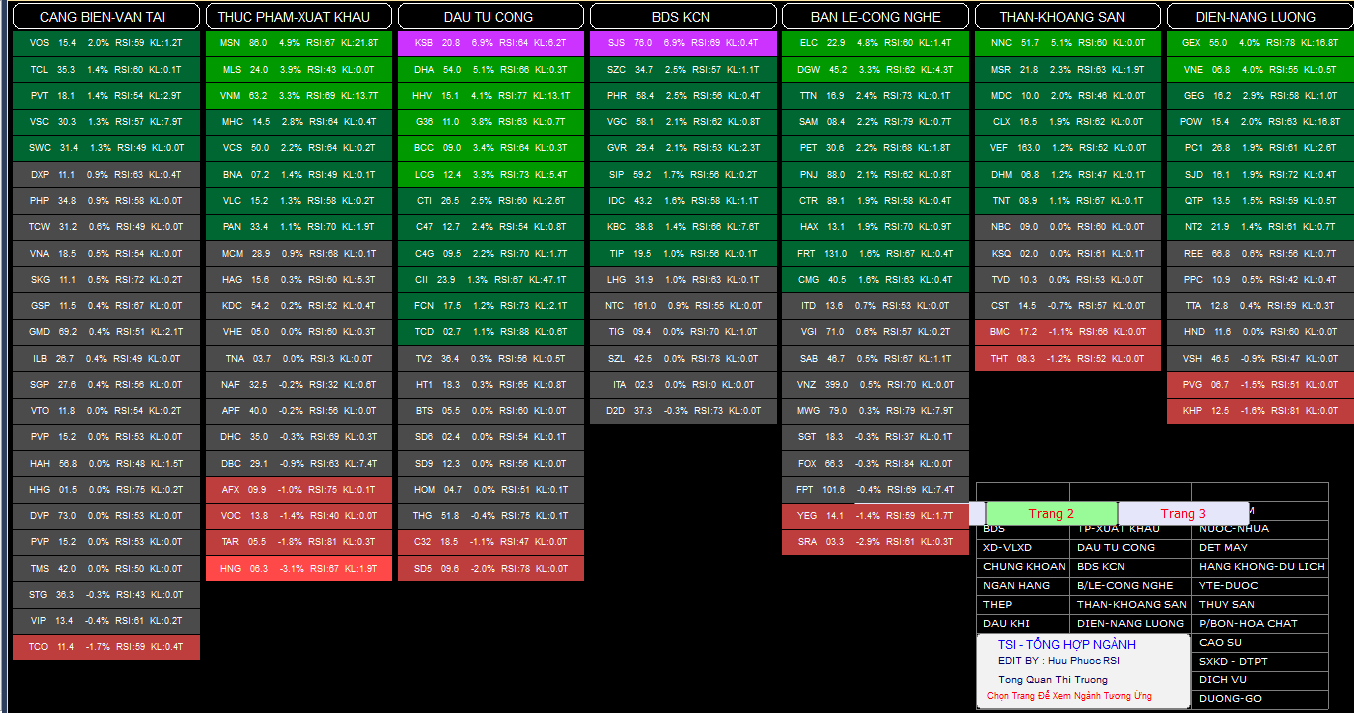 CANG BIEN-VAN TAI
VOS 15.4 2.0% RSI:59 KL:1.2T
TCL 35.3 1.4% RSI:60 KL:0.1T
PVT 18.1 1.4% RSI:54 KL:2.9T
VSC 30.3 1.3% RSI:57 KL:7.9T
SWC 31.4 1.3% RSI:49 KL:0.0T
DXP 11.1 0.9% RSI:63 KL:0.4T
PHP 34.8 0.9% RSI:58 KL:0.0T
TCW 31.2 0.6% RSI:49 KL:0.0T
VNA 18.5 0.5% RSI:54 KL:0.0T
SKG 11.1 0.5% RSI:72 KL:0.2T
GSP 11.5 0.4% RSI:67 KL:0.0T
GMD 69.2 0.4% RSI:51 KL:2.1T
ILB 26.7 0.4% RSI:49 KL:0.0T
SGP 27.6 0.4% RSI:56 KL:0.0T
VTO 11.8 0.0% RSI:54 KL:0.2T
PVP 15.2 0.0% RSI:53 KL:0.0T
HAH 56.8 0.0% RSI:48 KL:1.5T
HHG 01.5 0.0% RSI:75 KL:0.2T
DVP 73.0 0.0% RSI:53 KL:0.0T
PVP 15.2 0.0% RSI:53 KL:0.0T
TMS 42.0 0.0% RSI:50 KL:0.0T
STG 36.3 -0.3% RSI:43 KL:0.0T
VIP 13.4 -0.4% RSI:61 KL:0.2T
TCO 11.4 -1.7% RSI:59 KL:0.4T
THUC PHAM-XUAT KHAU
MSN 86.0 4.9% RSI:67 KL:21.8T
MLS 24.0 3.9% RSI:43 KL:0.0T
VNM 63.2 3.3% RSI:69 KL:13.7T
MHC 14.5 2.8% RSI:64 KL:0.4T
VCS 50.0 2.2% RSI:64 KL:0.2T
BNA 07.2 1.4% RSI:49 KL:0.1T
VLC 15.2 1.3% RSI:58 KL:0.2T
PAN 33.4 1.1% RSI:70 KL:1.9T
MCM 28.9 0.9% RSI:68 KL:0.1T
HAG 15.6 0.3% RSI:60 KL:5.3T
KDC 54.2 0.2% RSI:52 KL:0.4T
VHE 05.0 0.0% RSI:60 KL:0.3T
TNA 03.7 0.0% RSI:3 KL:0.0T
NAF 32.5 -0.2% RSI:32 KL:0.6T
APF 40.0 -0.2% RSI:56 KL:0.0T
DHC 35.0 -0.3% RSI:69 KL:0.3T
DBC 29.1 -0.9% RSI:63 KL:7.4T
AFX 09.9 -1.0% RSI:75 KL:0.1T
VOC 13.8 -1.4% RSI:40 KL:0.0T
TAR 05.5 -1.8% RSI:81 KL:0.3T
HNG 06.3 -3.1% RSI:67 KL:1.9T
DAU TU CONG
KSB 20.8 6.9% RSI:64 KL:6.2T
DHA 54.0 5.1% RSI:66 KL:0.3T
HHV 15.1 4.1% RSI:77 KL:13.1T
G36 11.0 3.8% RSI:63 KL:0.7T
BCC 09.0 3.4% RSI:64 KL:0.3T
LCG 12.4 3.3% RSI:73 KL:5.4T
CTI 26.5 2.5% RSI:60 KL:2.6T
C47 12.7 2.4% RSI:54 KL:0.8T
C4G 09.5 2.2% RSI:70 KL:1.7T
CII 23.9 1.3% RSI:67 KL:47.1T
FCN 17.5 1.2% RSI:73 KL:2.1T
TCD 02.7 1.1% RSI:88 KL:0.6T
TV2 36.4 0.3% RSI:56 KL:0.5T
HT1 18.3 0.3% RSI:65 KL:0.8T
BTS 05.5 0.0% RSI:60 KL:0.0T
SD6 02.4 0.0% RSI:54 KL:0.1T
SD9 12.3 0.0% RSI:56 KL:0.0T
HOM 04.7 0.0% RSI:51 KL:0.1T
THG 51.8 -0.4% RSI:75 KL:0.1T
C32 18.5 -1.1% RSI:47 KL:0.0T
SD5 09.6 -2.0% RSI:78 KL:0.0T
BDS KCN
SJS 76.0 6.9% RSI:69 KL:0.4T
SZC 34.7 2.5% RSI:57 KL:1.1T
PHR 58.4 2.5% RSI:56 KL:0.4T
VGC 58.1 2.1% RSI:62 KL:0.8T
GVR 29.4 2.1% RSI:53 KL:2.3T
SIP 59.2 1.7% RSI:56 KL:0.2T
IDC 43.2 1.6% RSI:58 KL:1.1T
KBC 38.8 1.4% RSI:66 KL:7.6T
TIP 19.5 1.0% RSI:56 KL:0.1T
LHG 31.9 1.0% RSI:63 KL:0.1T
NTC 161.0 0.9% RSI:55 KL:0.0T
TIG 09.4 0.0% RSI:70 KL:1.0T
SZL 42.5 0.0% RSI:78 KL:0.0T
ITA 02.3 0.0% RSI:0 KL:0.0T
D2D 37.3 -0.3% RSI:73 KL:0.0T
BAN LE-CONG NGHE
ELC 22.9 4.8% RSI:60 KL:1.4T
DGW 45.2 3.3% RSI:62 KL:4.3T
TTN 16.9 2.4% RSI:73 KL:0.1T
SAM 08.4 2.2% RSI:79 KL:0.7T
PET 30.6 2.2% RSI:68 KL:1.8T
PNJ 88.0 2.1% RSI:62 KL:0.8T
CTR 89.1 1.9% RSI:58 KL:0.4T
HAX 13.1 1.9% RSI:70 KL:0.9T
FRT 131.0 1.6% RSI:67 KL:0.4T
CMG 40.5 1.6% RSI:63 KL:0.4T
ITD 13.6 0.7% RSI:53 KL:0.0T
VGI 71.0 0.6% RSI:57 KL:0.2T
SAB 46.7 0.5% RSI:67 KL:1.1T
VNZ 399.0 0.5% RSI:70 KL:0.0T
MWG 79.0 0.3% RSI:79 KL:7.9T
SGT 18.3 -0.3% RSI:37 KL:0.1T
FOX 66.3 -0.3% RSI:84 KL:0.0T
FPT 101.6 -0.4% RSI:69 KL:7.4T
YEG 14.1 -1.4% RSI:59 KL:1.7T
SRA 03.3 -2.9% RSI:61 KL:0.3T
THAN-KHOANG SAN
NNC 51.7 5.1% RSI:60 KL:0.0T
MSR 21.8 2.3% RSI:63 KL:1.9T
MDC 10.0 2.0% RSI:46 KL:0.0T
CLX 16.5 1.9% RSI:62 KL:0.0T
VEF 163.0 1.2% RSI:52 KL:0.0T
DHM 06.8 1.2% RSI:47 KL:0.1T
TNT 08.9 1.1% RSI:67 KL:0.1T
NBC 09.0 0.0% RSI:60 KL:0.0T
KSQ 02.0 0.0% RSI:61 KL:0.1T
TVD 10.3 0.0% RSI:53 KL:0.0T
CST 14.5 -0.7% RSI:57 KL:0.0T
BMC 17.2 -1.1% RSI:66 KL:0.0T
THT 08.3 -1.2% RSI:52 KL:0.0T
DIEN-NANG LUONG
GEX 55.0 4.0% RSI:78 KL:16.8T
VNE 06.8 4.0% RSI:55 KL:0.5T
GEG 16.2 2.9% RSI:58 KL:1.0T
POW 15.4 2.0% RSI:63 KL:16.8T
PC1 26.8 1.9% RSI:61 KL:2.6T
SJD 16.1 1.9% RSI:72 KL:0.4T
QTP 13.5 1.5% RSI:59 KL:0.5T
NT2 21.9 1.4% RSI:61 KL:0.7T
REE 66.8 0.6% RSI:56 KL:0.7T
PPC 10.9 0.5% RSI:42 KL:0.4T
TTA 12.8 0.4% RSI:59 KL:0.3T
HND 11.6 0.0% RSI:60 KL:0.0T
VSH 46.5 -0.9% RSI:47 KL:0.0T
PVG 06.7 -1.5% RSI:51 KL:0.0T
KHP 12.5 -1.6% RSI:81 KL:0.0T
Trang 2 Trang 3
BDS TP-XUAT KHAU NUOC-NHUA
XD-VLXD DAU TU CONG DET MAY
CHUNG KHOAN BDS KCN HANG KHONG-DU LICH
NGAN HANG B/LE-CONG NGHE YTE-DUOC
THEP THAN-KHOANG SAN THUY SAN
DAU KHI DIEN-NANG LUONG P/BON-HOA CHAT
CAO SU
SXKD - DTPT
DICH VU
DUONG-GO
TSI - TỔNG HỢP NGÀNH
EDIT BY : Huu Phuoc RSI
Tong Quan Thi Truong
Chọn Trang Để Xem Ngành Tương Ứng